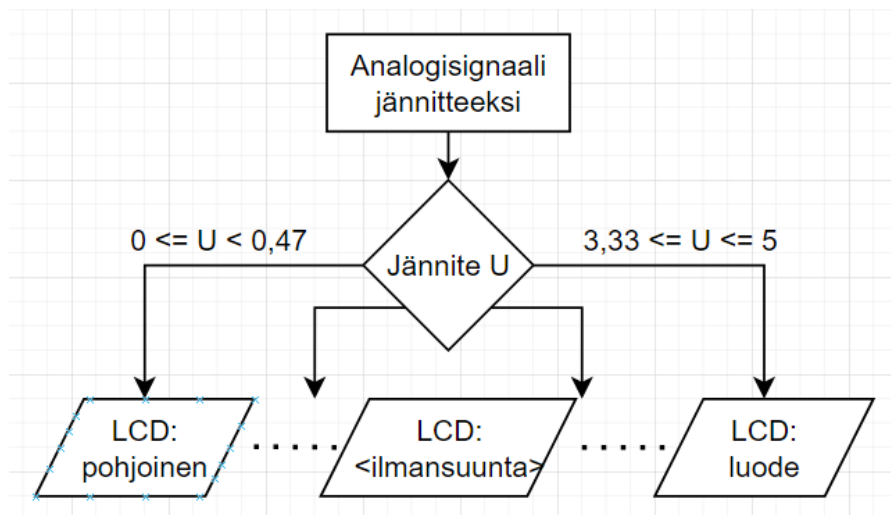 Analogisignaali
jännitteeksi
0 <= U < 0,47
Jännite U
3,33 <= U <= 5
LCD:
pohjoinen
.....
LCD:
<ilmansuunta>
.....
LCD:
luode